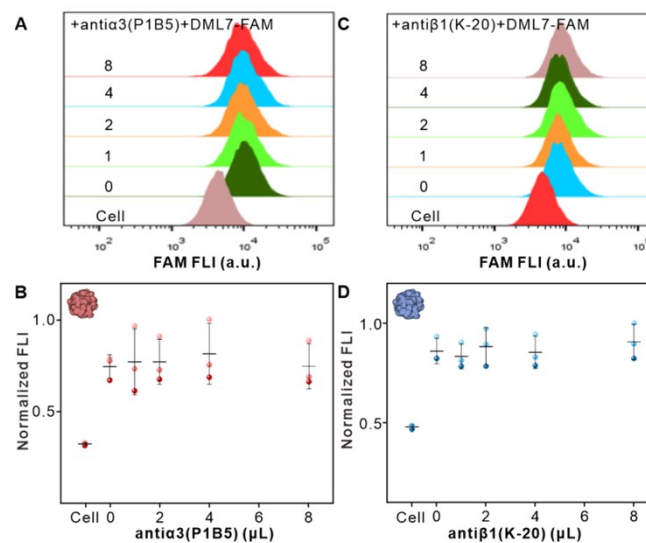 A
+antiα3(P1B5)+DML7-FAM
8
4
2
1
0
Cell
10² 10³ 10⁴ 10⁵
FAM FLI (a.u.)
C
+antiβ1(K-20)+DML7-FAM
8
4
2
1
0
Cell
10² 10³ 10⁴ 10⁵
FAM FLI (a.u.)
B
Normalized FLI
1.0
0.5
Cell 0 2 4 6 8
antiα3(P1B5) (μL)
D
Normalized FLI
1.0
0.5
0
Cell 0 2 4 6 8
antiβ1(K-20) (μL)